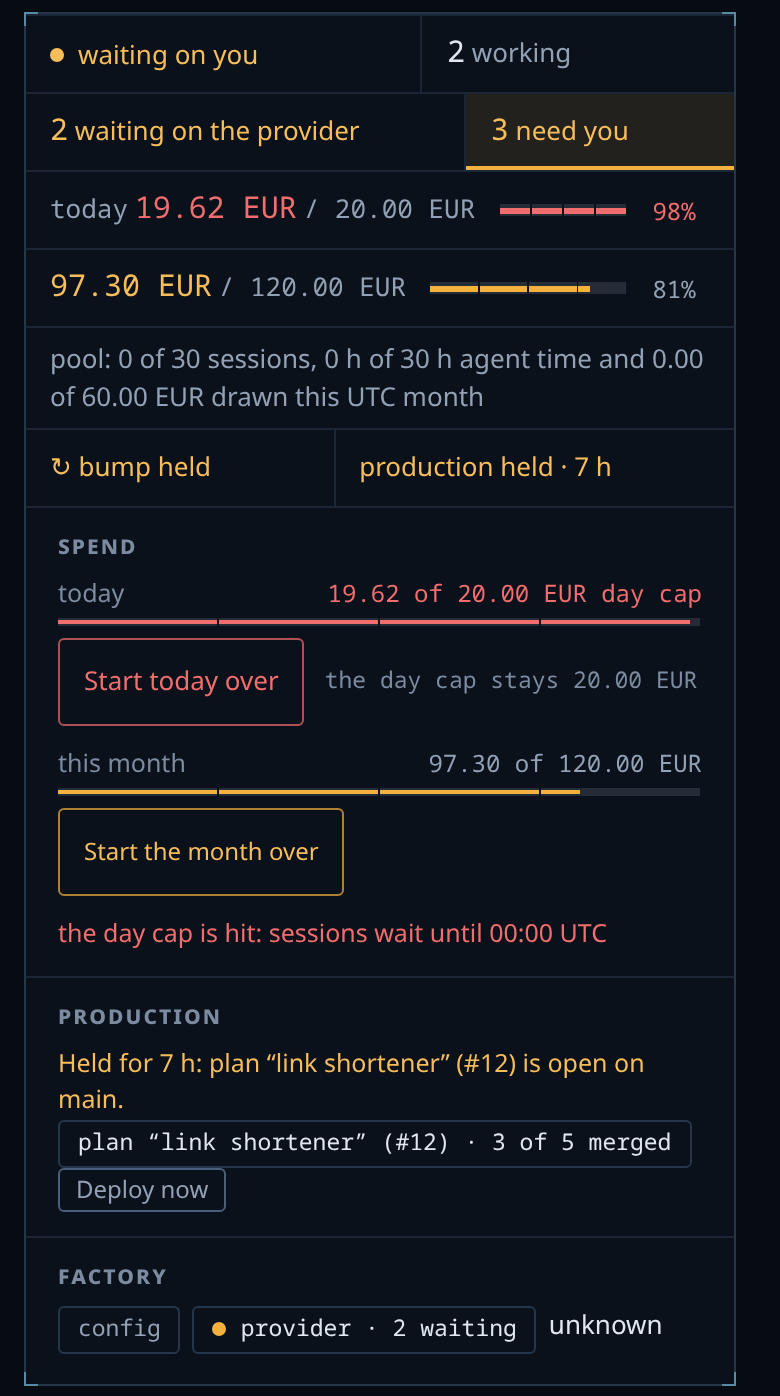 waiting on you
2 working
2 waiting on the provider
3 need you
today 19.62 EUR / 20.00 EUR 98%
97.30 EUR / 120.00 EUR 81%
pool: 0 of 30 sessions, 0 h of 30 h agent time and 0.00
of 60.00 EUR drawn this UTC month
↻ bump held
production held · 7 h
SPEND
today 19.62 of 20.00 EUR day cap
Start today over the day cap stays 20.00 EUR
this month 97.30 of 120.00 EUR
Start the month over
the day cap is hit: sessions wait until 00:00 UTC
PRODUCTION
Held for 7 h: plan “link shortener” (#12) is open on
main.
plan “link shortener” (#12) · 3 of 5 merged
Deploy now
FACTORY
config provider · 2 waiting unknown